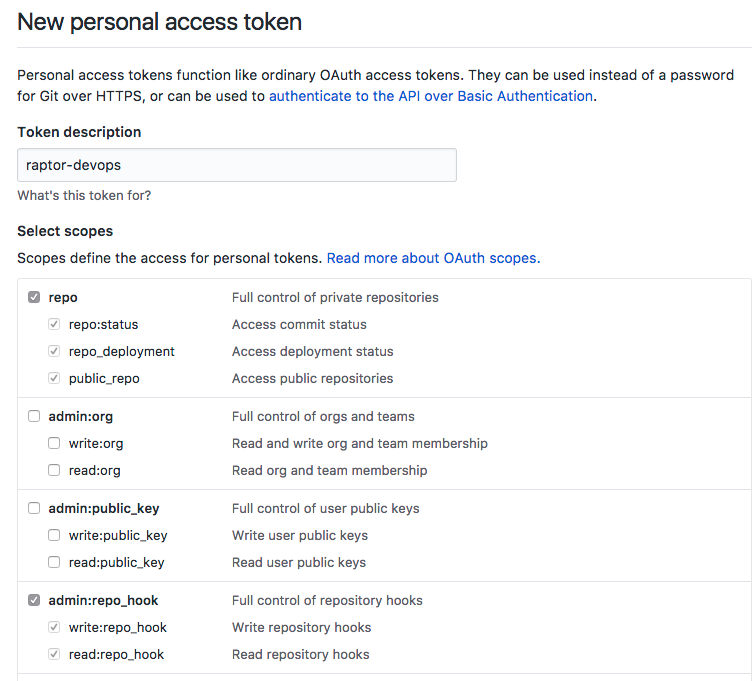 New personal access token
Personal access tokens function like ordinary OAuth access tokens. They can be used instead of a password
for Git over HTTPS, or can be used to authenticate to the API over Basic Authentication.
Token description
raptor-devops
What's this token for?
Select scopes
Scopes define the access for personal tokens. Read more about OAuth scopes.
repo Full control of private repositories
repo:status Access commit status
repo_deployment Access deployment status
public_repo Access public repositories
admin:org Full control of orgs and teams
write:org Read and write org and team membership
read:org Read org and team membership
admin:public_key Full control of user public keys
write:public_key Write user public keys
read:public_key Read user public keys
admin:repo_hook Full control of repository hooks
write:repo_hook Write repository hooks
read:repo_hook Read repository hooks